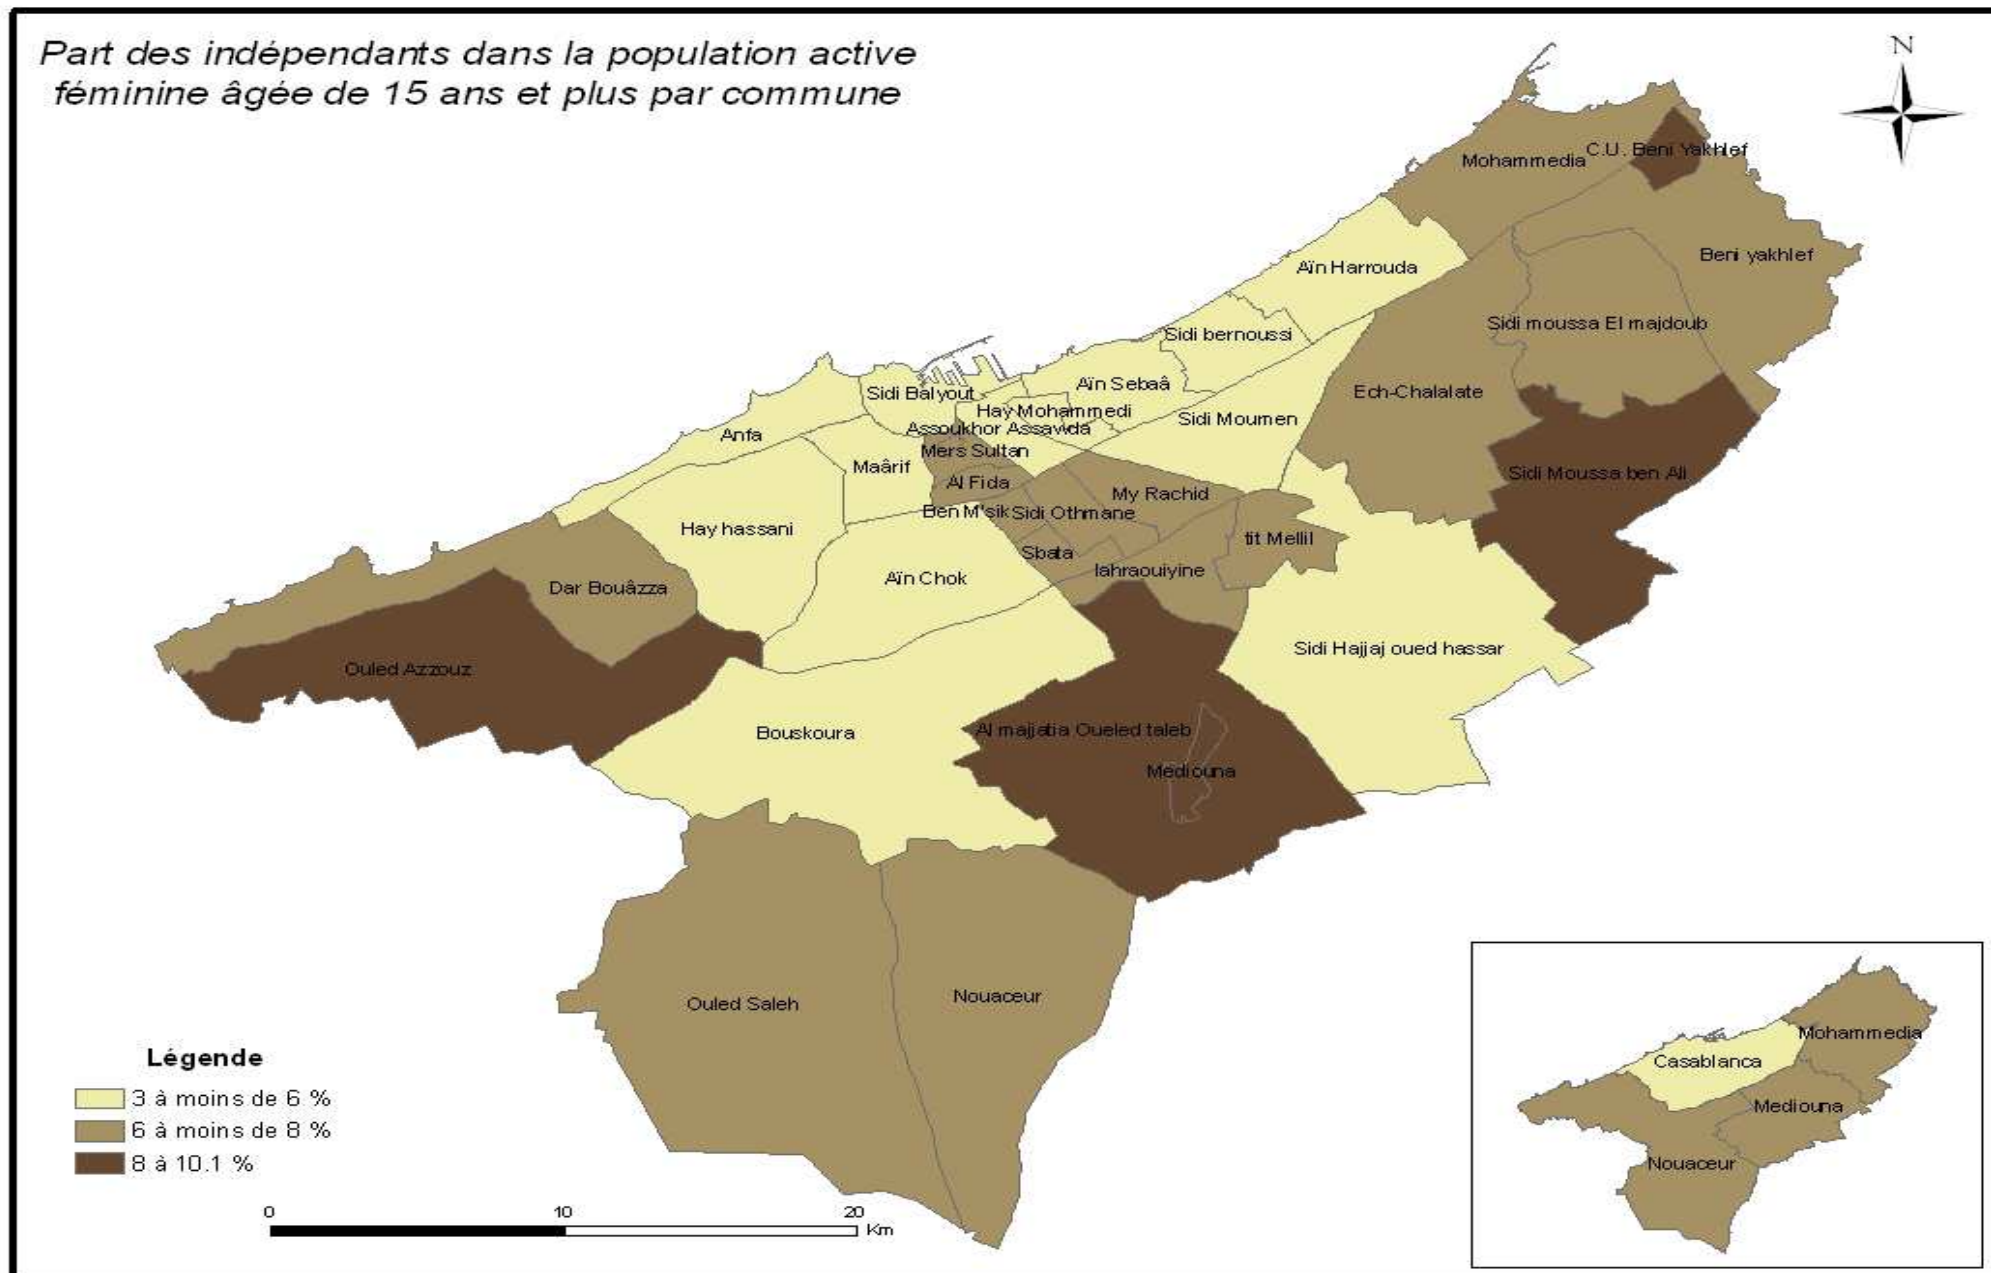 Part des indépendants dans la population active
féminine âgée de 15 ans et plus par commune
N
C.U. Beni Yakhlef
Mohammedia
Beni yakhlef
Aïn Harrouda
Sidi moussa El majdoub
Sidi bernoussi
Aïn Sebaâ
Ech-Chalalate
Sidi Balyout
Hay Mohammedi
Sidi Moumen
Assoukhor Assawda
Anfa
Mers Sultan
Maârif
Sidi Moussa ben Ali
Al Fida
My Rachid
Ben M'sik
Sidi Othmane
Hay hassani
tit Mellil
Sbata
lahraouiyine
Aïn Chok
Dar Bouâzza
Sidi Hajjaj oued hassar
Ouled Azzouz
Al majjatia Oueled taleb
Bouskoura
Mediouna
Nouaceur
Ouled Saleh
Légende
3 à moins de 6 %
6 à moins de 8 %
8 à 10.1 %
0 10 20
Km
Mohammedia
Casablanca
Mediouna
Nouaceur